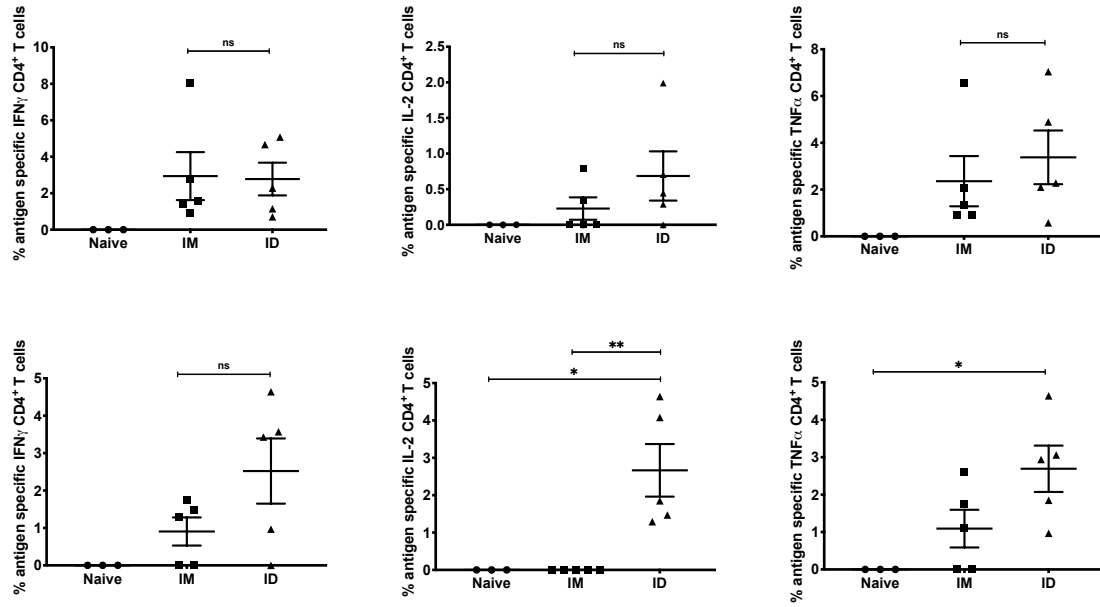 % antigen specific IFNγ CD4+ T cells
10
8
6
4
2
0
ns
Naive IM ID
% antigen specific IL-2 CD4+ T cells
2.5
2.0
1.5
1.0
0.5
0.0
ns
Naive IM ID
% antigen specific TNFα CD4+ T cells
8
6
4
2
0
ns
Naive IM ID
% antigen specific IFNγ CD4+ T cells
5
4
3
2
1
0
ns
Naive IM ID
% antigen specific IL-2 CD4+ T cells
5
4
3
2
1
0
**
*
Naive IM ID
% antigen specific TNFα CD4+ T cells
5
4
3
2
1
0
*
Naive IM ID